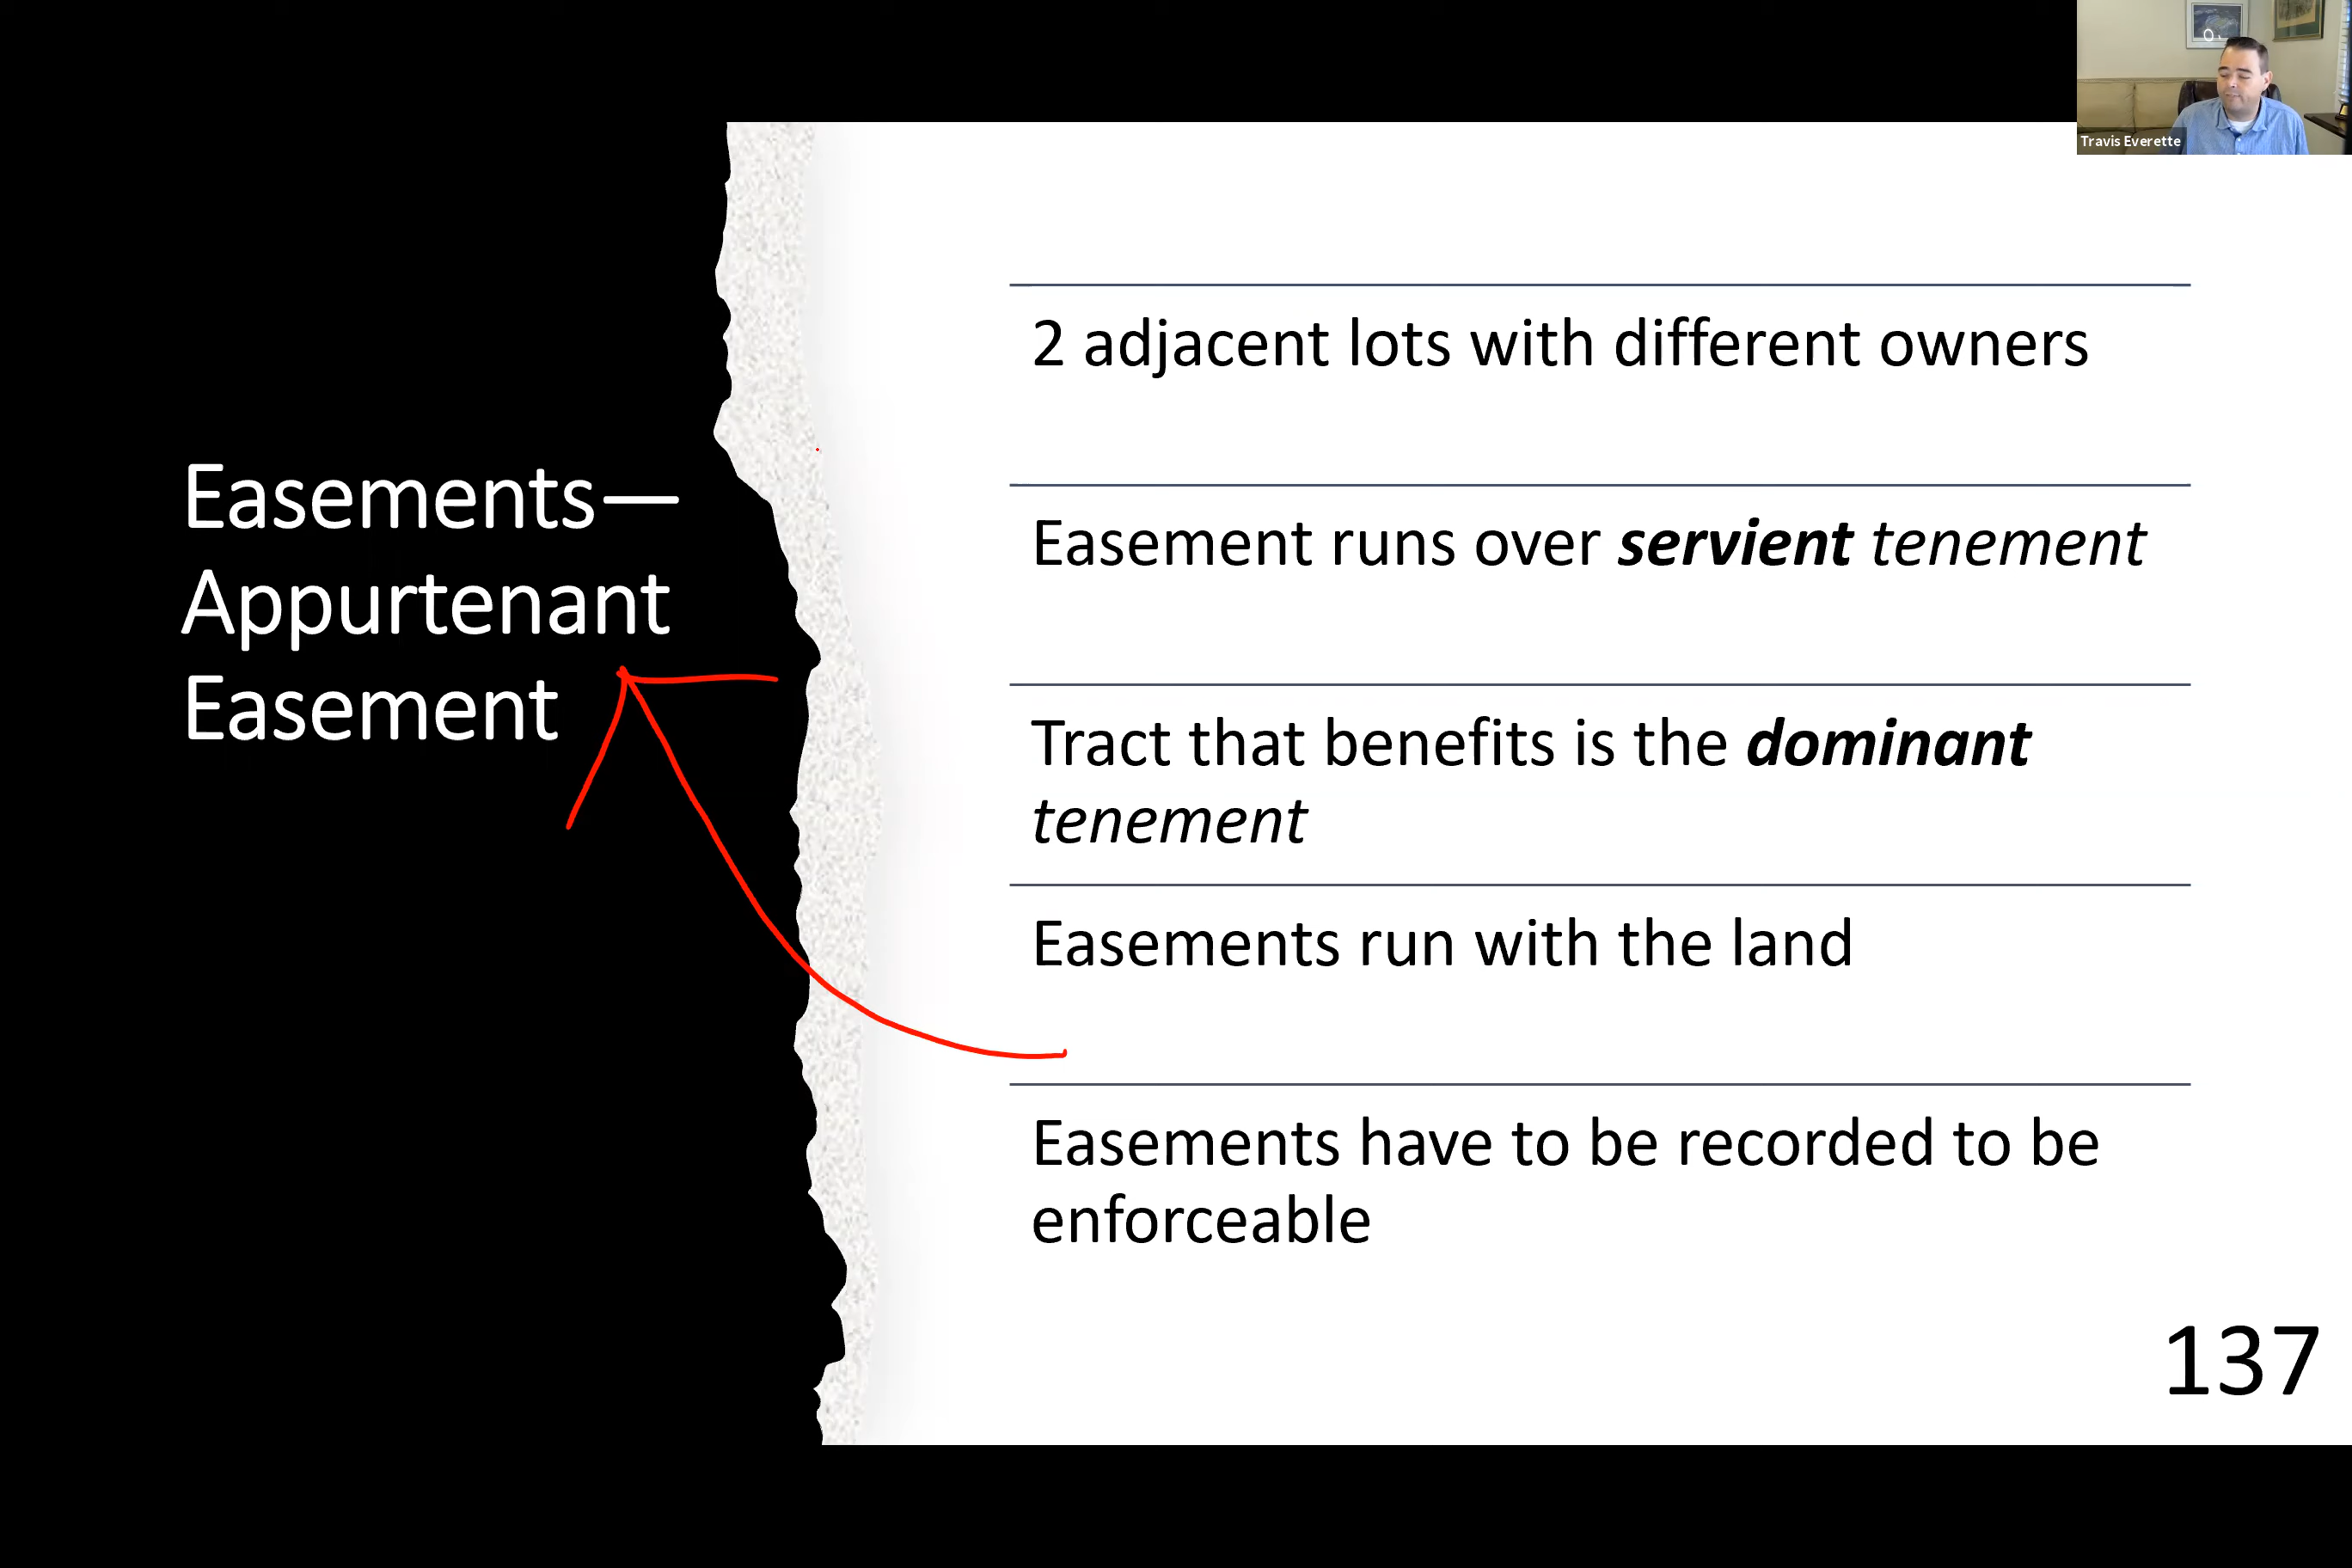 Travis Everette
Easements—
Appurtenant
Easement
2 adjacent lots with different owners
Easement runs over servient tenement
Tract that benefits is the dominant
tenement
Easements run with the land
Easements have to be recorded to be
enforceable
137